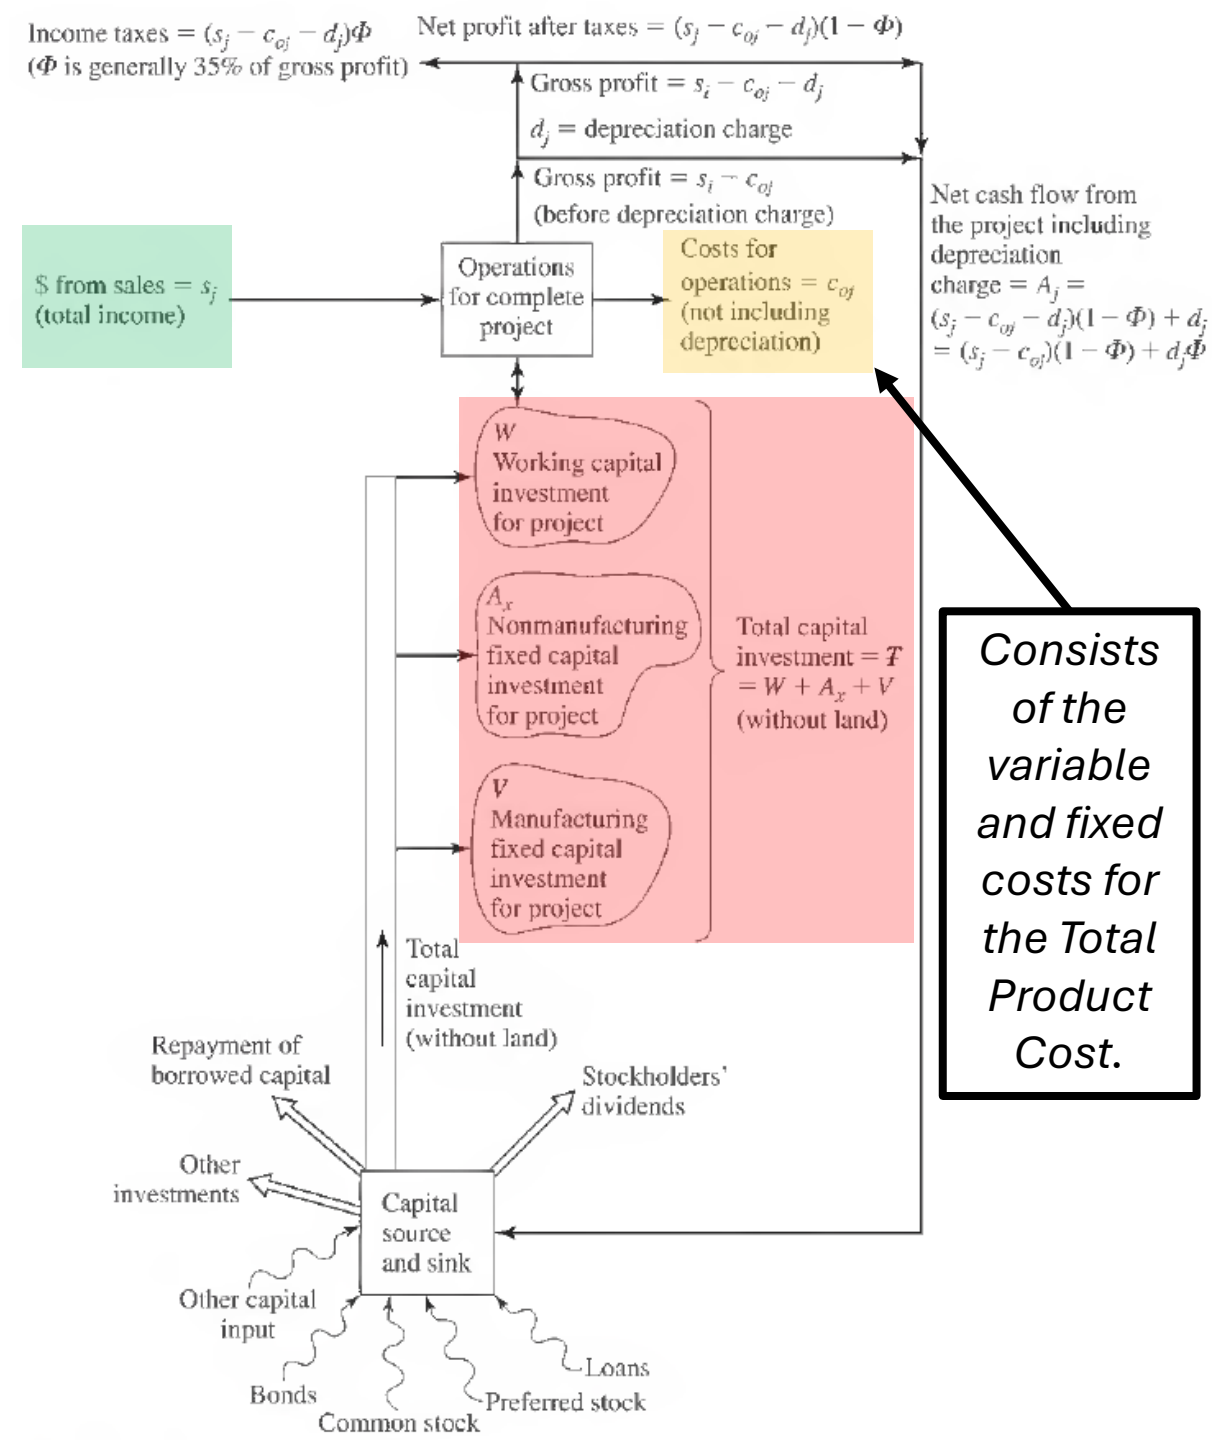 Income taxes = (sⱼ − cₒⱼ − dⱼ)Φ
(Φ is generally 35% of gross profit)
Net profit after taxes = (sⱼ − cₒⱼ − dⱼ)(1 − Φ)
Gross profit = sᵢ − cₒⱼ − dⱼ
dⱼ = depreciation charge
Gross profit = sᵢ − cₒⱼ
(before depreciation charge)
Net cash flow from
the project including
depreciation
charge = Aⱼ =
(sⱼ − cₒⱼ − dⱼ)(1 − Φ) + dⱼ
= (sⱼ − cₒⱼ)(1 − Φ) + dⱼΦ
$ from sales = sⱼ
(total income)
Operations
for complete
project
Costs for
operations = cₒⱼ
(not including
depreciation)
W
Working capital
investment
for project
Aₓ
Nonmanufacturing
fixed capital
investment
for project
V
Manufacturing
fixed capital
investment
for project
Total capital
investment = T
= W + Aₓ + V
(without land)
Consists
of the
variable
and fixed
costs for
the Total
Product
Cost.
Total
capital
investment
(without land)
Repayment of
borrowed capital
Stockholders'
dividends
Other
investments
Capital
source
and sink
Other capital
input
Bonds
Common stock
Preferred stock
Loans